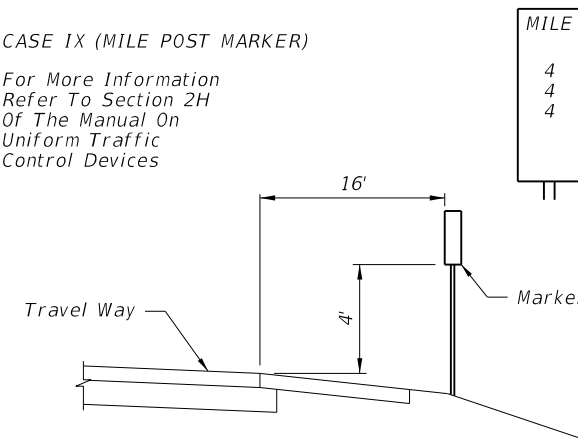 CASE IX (MILE POST MARKER)
For More Information
Refer To Section 2H
Of The Manual On
Uniform Traffic
Control Devices
MILE
4
4
4
16'
4'
Travel Way